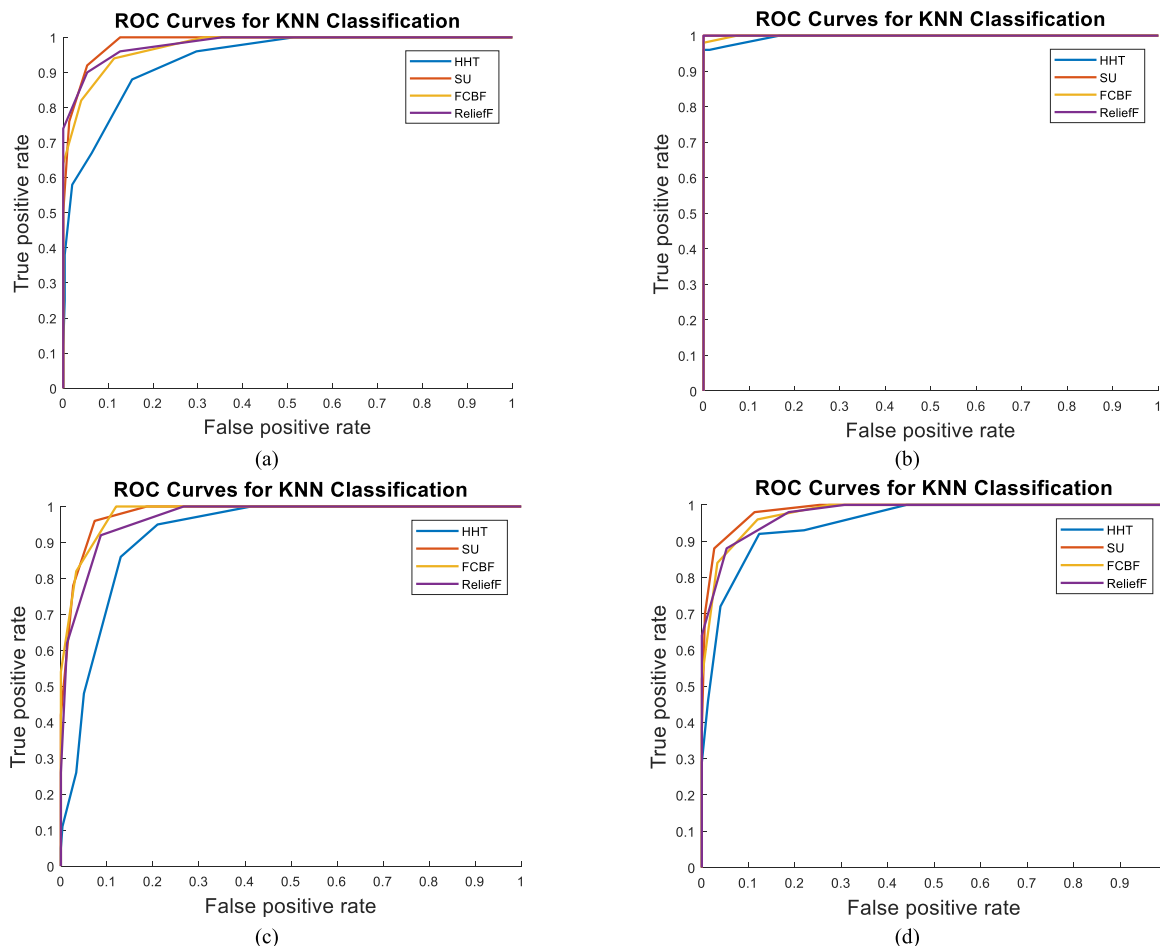 ROC Curves for KNN Classification
1
0.9
0.8
0.7
0.6
0.5
0.4
0.3
0.2
0.1
0
True positive rate
HHT
SU
FCBF
ReliefF
0 0.1 0.2 0.3 0.4 0.5 0.6 0.7 0.8 0.9 1
False positive rate
(a)
ROC Curves for KNN Classification
1
0.9
0.8
0.7
0.6
0.5
0.4
0.3
0.2
0.1
0
True positive rate
HHT
SU
FCBF
ReliefF
0 0.1 0.2 0.3 0.4 0.5 0.6 0.7 0.8 0.9 1
False positive rate
(b)
ROC Curves for KNN Classification
1
0.9
0.8
0.7
0.6
0.5
0.4
0.3
0.2
0.1
0
True positive rate
HHT
SU
FCBF
ReliefF
0 0.1 0.2 0.3 0.4 0.5 0.6 0.7 0.8 0.9 1
False positive rate
(c)
ROC Curves for KNN Classification
1
0.9
0.8
0.7
0.6
0.5
0.4
0.3
0.2
0.1
0
True positive rate
HHT
SU
FCBF
ReliefF
0 0.1 0.2 0.3 0.4 0.5 0.6 0.7 0.8 0.9
False positive rate
(d)